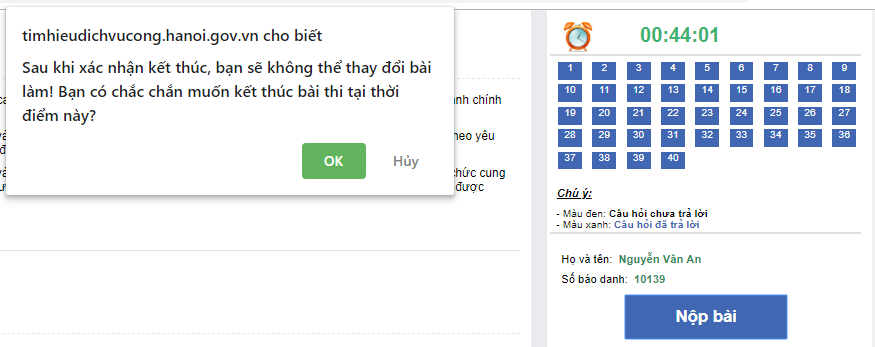 timhieudichvucong.hanoi.gov.vn cho biết
Sau khi xác nhận kết thúc, bạn sẽ không thể thay đổi bài
làm! Bạn có chắc chắn muốn kết thúc bài thi tại thời
điểm này?
OK Hủy
nh chính
heo yêu
chức cung
được
00:44:01
1 2 3 4 5 6 7 8 9
10 11 12 13 14 15 16 17 18
19 20 21 22 23 24 25 26 27
28 29 30 31 32 33 34 35 36
37 38 39 40
Chú ý:
- Màu đen: Câu hỏi chưa trả lời
- Màu xanh: Câu hỏi đã trả lời
Họ và tên: Nguyễn Văn An
Số báo danh: 10139
Nộp bài